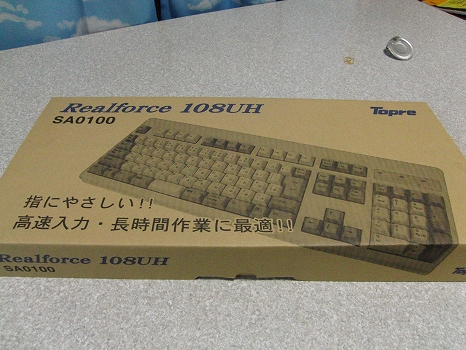 Realforce 108UH
Topre
SA0100
指にやさしい!!
高速入力・長時間作業に最適!!
Realforce 108UH
SA0100